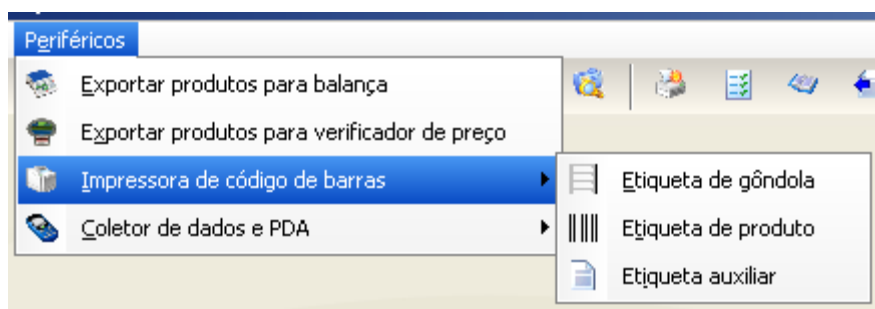 Periféricos
Exportar produtos para balança
Exportar produtos para verificador de preço
Impressora de código de barras
Coletor de dados e PDA
Etiqueta de gôndola
Etiqueta de produto
Etiqueta auxiliar